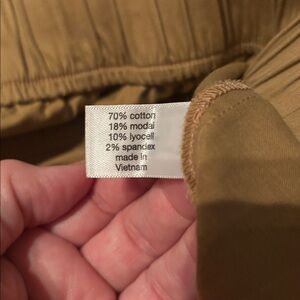 70% cotton
18% modal
10% lyocell
2% spandex
made in
Vietnam